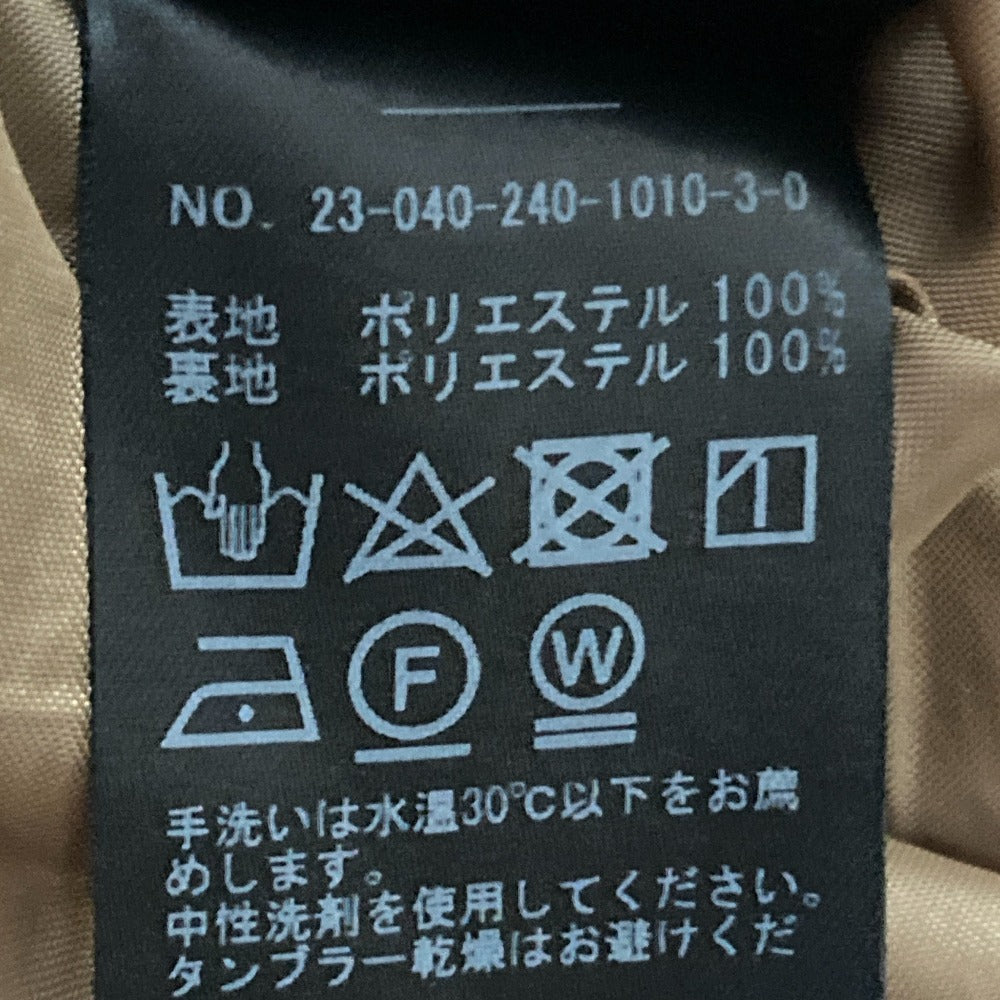 NO. 23-040-240-1010-3-0
表地 ポリエステル 100%
裏地 ポリエステル 100%
F W
手洗いは水温30℃以下をお薦
めします。
中性洗剤を使用してください。
タンブラー乾燥はお避けくだ